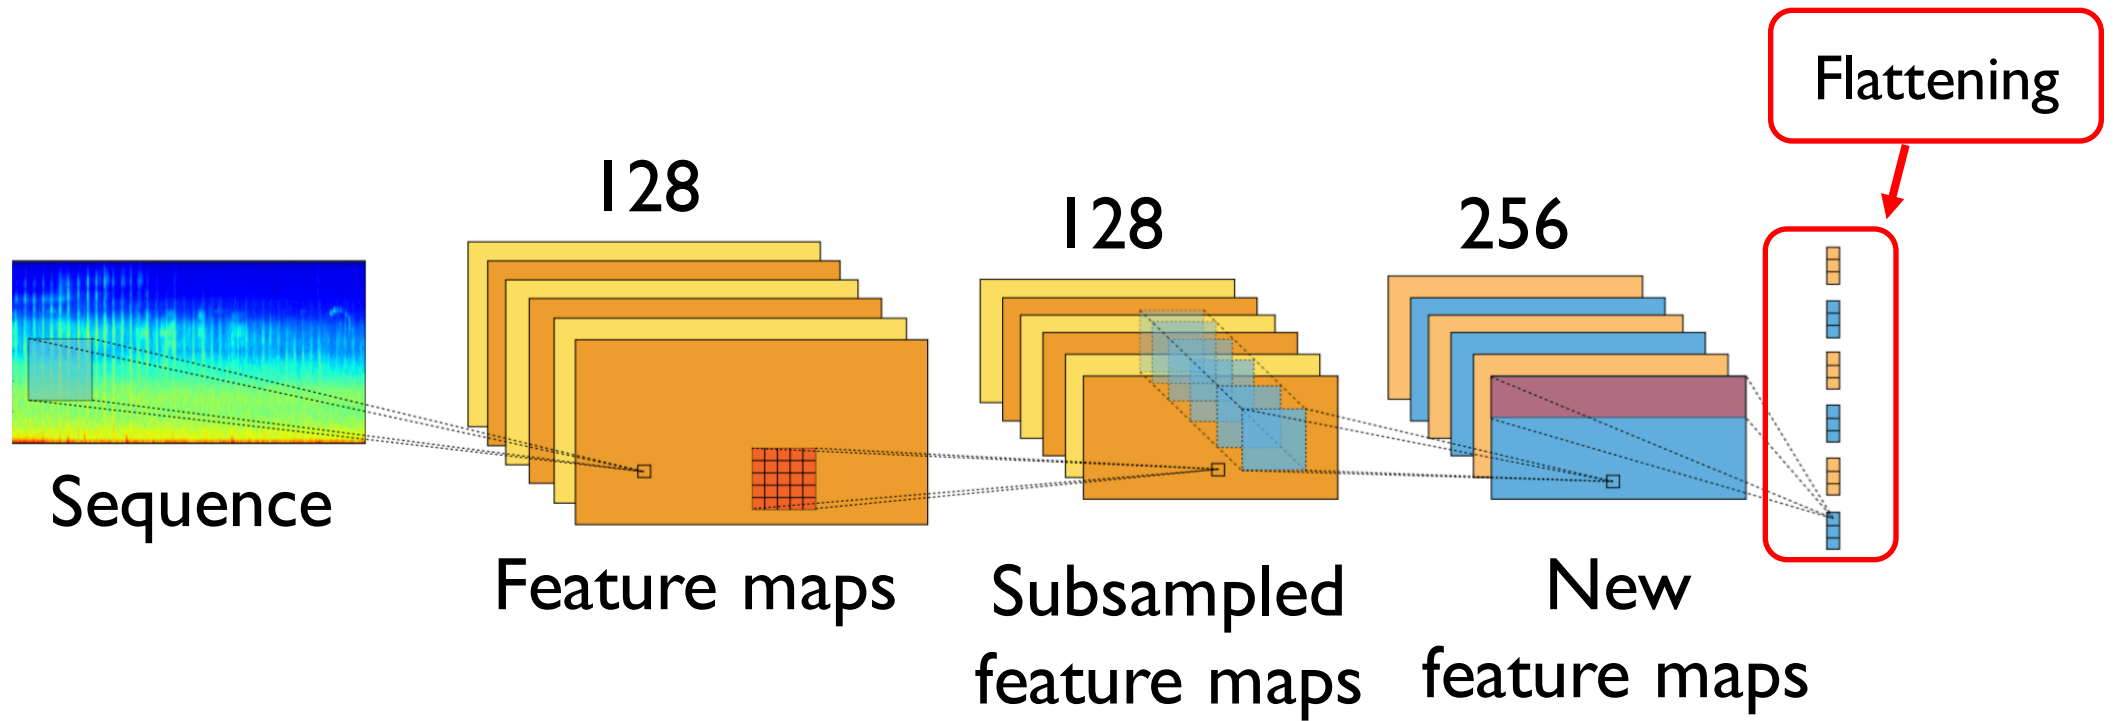 Flattening
128
128
256
Sequence
Feature maps
Subsampled
feature maps
New
feature maps